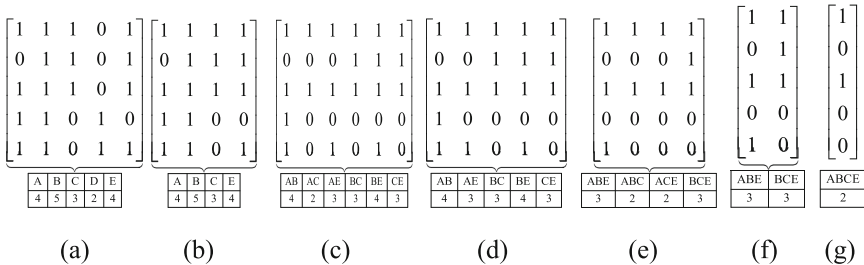 1 1 1 0 1
0 1 1 0 1
1 1 1 0 1
1 1 0 1 0
1 1 0 1 1
A B C D E
4 5 3 2 4
(a)
1 1 1 1
0 1 1 1
1 1 1 1
1 1 0 0
1 1 0 1
A B C E
4 5 3 4
(b)
1 1 1 1 1 1
0 0 0 1 1 1
1 1 1 1 1 1
1 0 0 0 0 0
1 0 1 0 1 0
AB AC AE BC BE CE
4 2 3 3 4 3
(c)
1 1 1 1 1
0 0 1 1 1
1 1 1 1 1
1 0 0 0 0
1 1 0 1 0
AB AE BC BE CE
4 3 3 4 3
(d)
1 1 1 1
0 0 0 1
1 1 1 1
0 0 0 0
1 0 0 0
ABE ABC ACE BCE
3 2 2 3
(e)
1 1
0 1
1 1
0 0
1 0
ABE BCE
3 3
(f)
1
0
1
0
0
ABCE
2
(g)